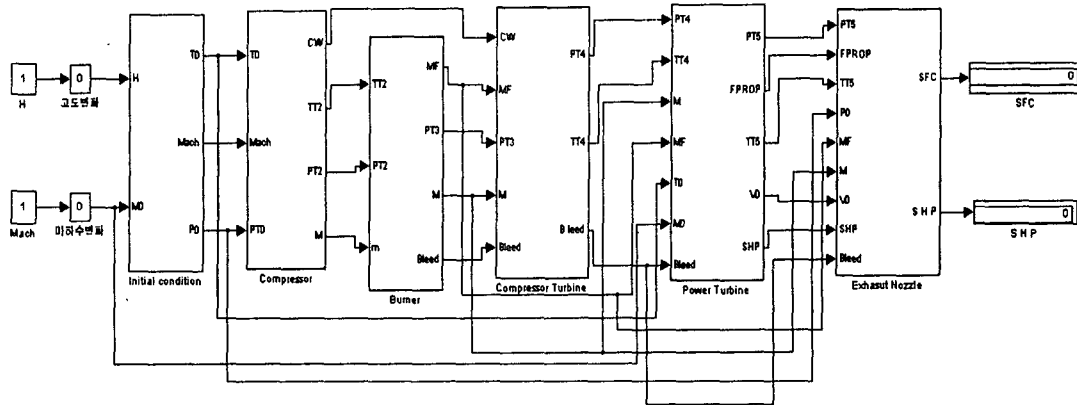 1
H
0
고도변화
1
Mach
0
마하수변화
H
M0
T0
Mach
P0
Initial condition
T0
Mach
PT0
CW
TT2
PT2
M
Compressor
TT2
PT2
m
MF
PT3
M
Bleed
Burner
CW
MF
PT3
M
Bleed
PT4
TT4
Bleed
Compressor Turbine
PT4
TT4
M
MF
T0
M0
Bleed
PT5
FPROP
TT5
V0
SHP
Power Turbine
PT5
FPROP
TT5
P0
MF
M
V0
SHP
Bleed
SFC
SHP
Exhasut Nozzle
0
SFC
0
SHP